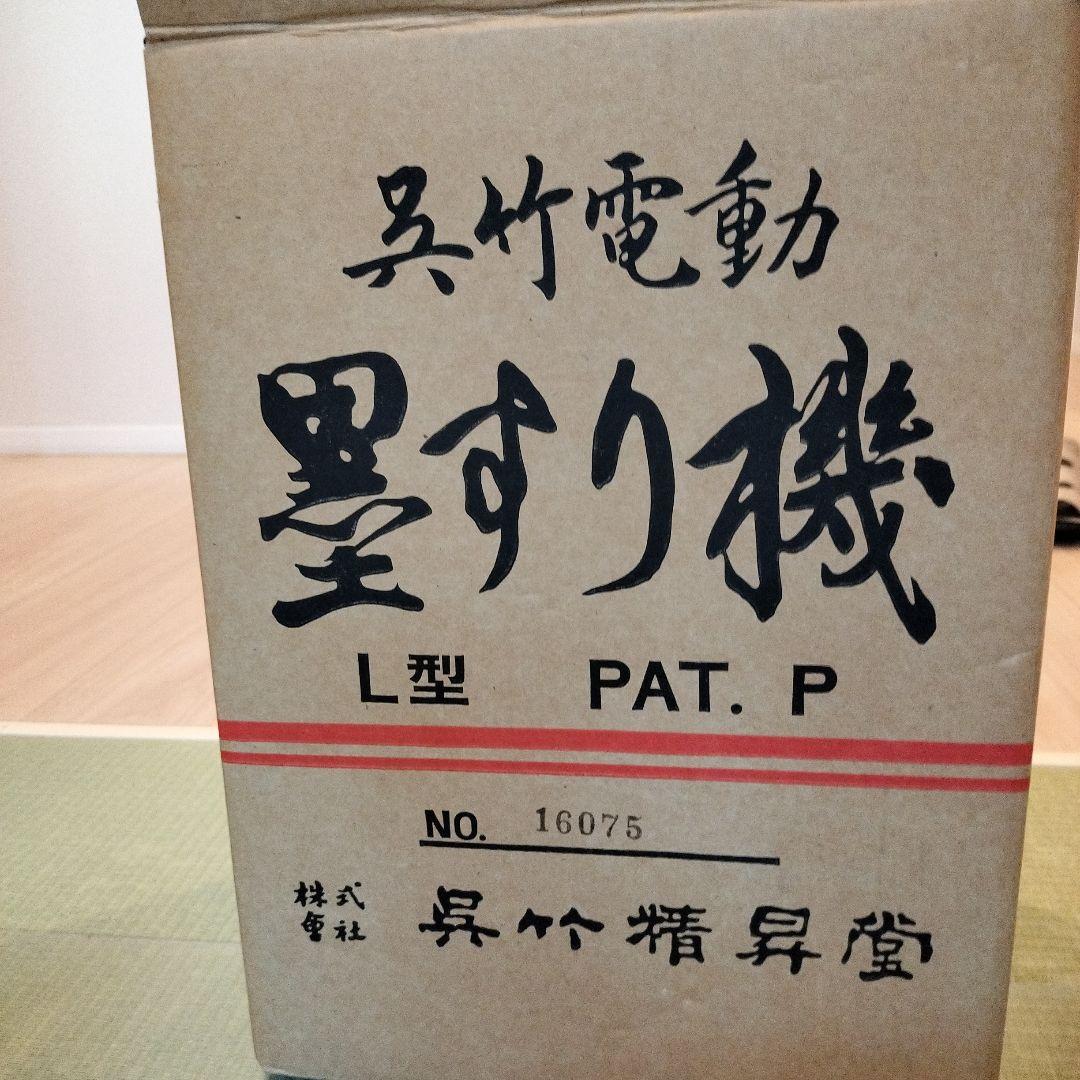 呉竹電動
墨すり機
L型 PAT. P
NO. 16075
株式會社 呉竹精昇堂